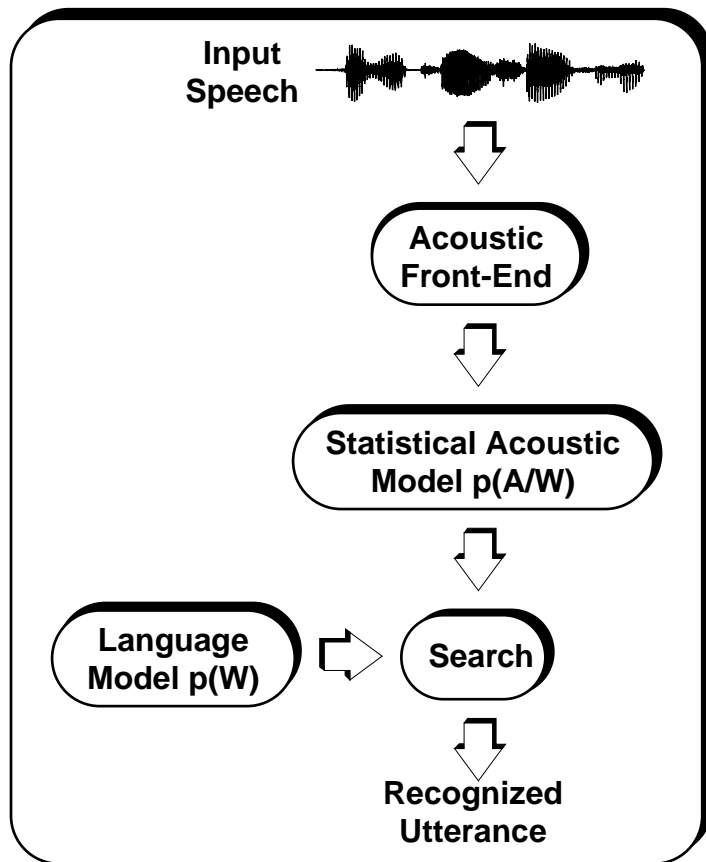 Input
Speech
Acoustic
Front-End
Statistical Acoustic
Model p(A/W)
Language
Model p(W)
Search
Recognized
Utterance